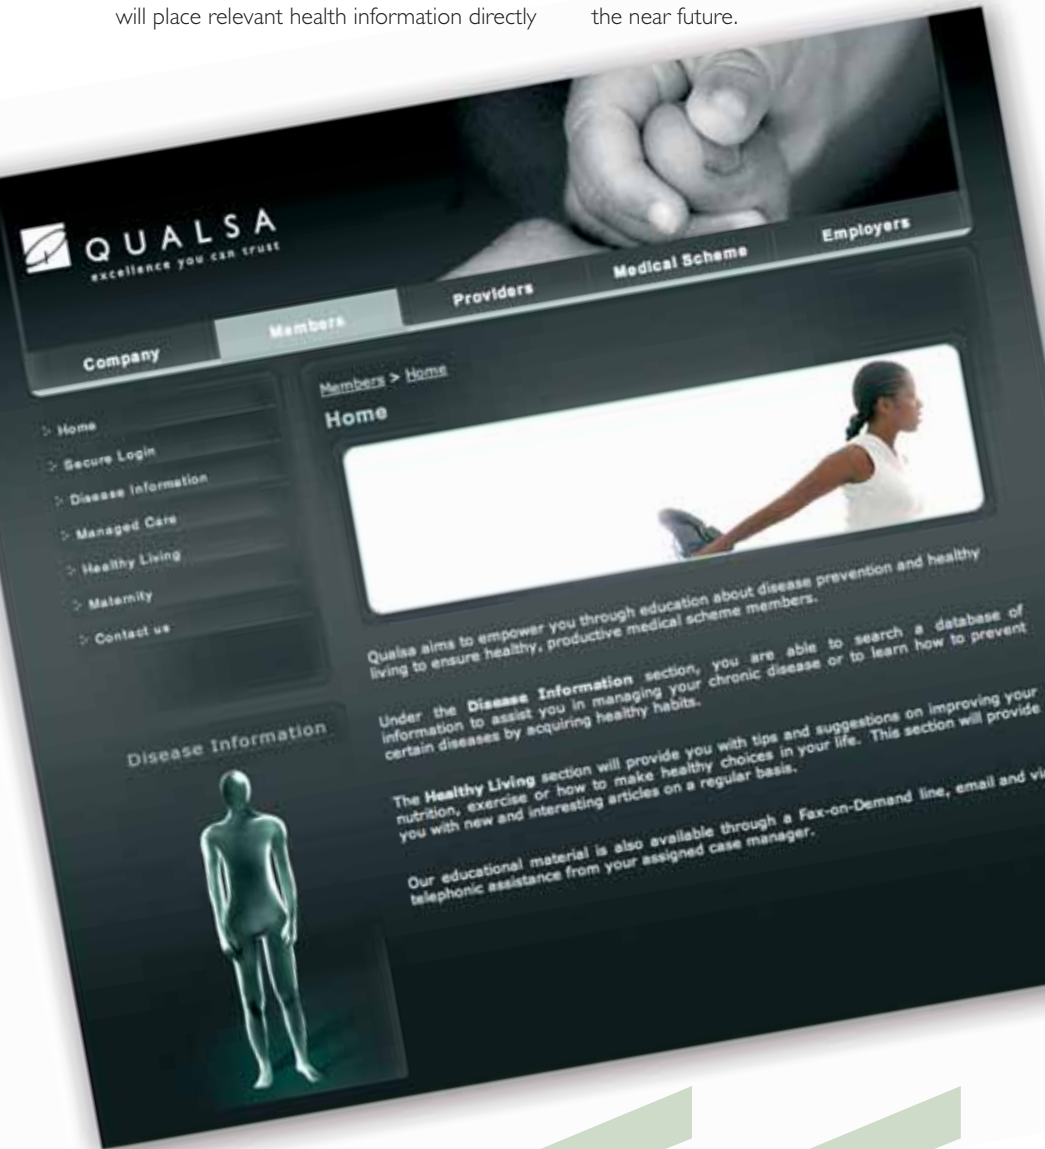 will place relevant health information directly
the near future.
QUALSA
excellence you can trust
Company
Members
Providers
Medical Scheme
Employers
Members > Home
Home
> Home
> Secure Login
> Disease Information
> Managed Care
> Healthy Living
> Maternity
> Contact us
Disease Information
Qualsa aims to empower you through education about disease prevention and healthy
living to ensure healthy, productive medical scheme members.
Under the Disease Information section, you are able to search a database of
information to assist you in managing your chronic disease or to learn how to prevent
certain diseases by acquiring healthy habits.
The Healthy Living section will provide you with tips and suggestions on improving your
nutrition, exercise or how to make healthy choices in your life. This section will provide
you with new and interesting articles on a regular basis.
Our educational material is also available through a Fax-on-Demand line, email and
telephonic assistance from your assigned case manager.